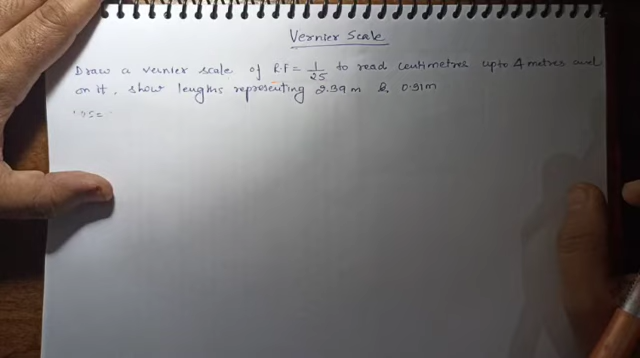 Vernier Scale
Draw a vernier scale of R.F = 1/25 to read centimetres upto 4 metres and
on it, show lengths representing 2.39 m & 0.91m